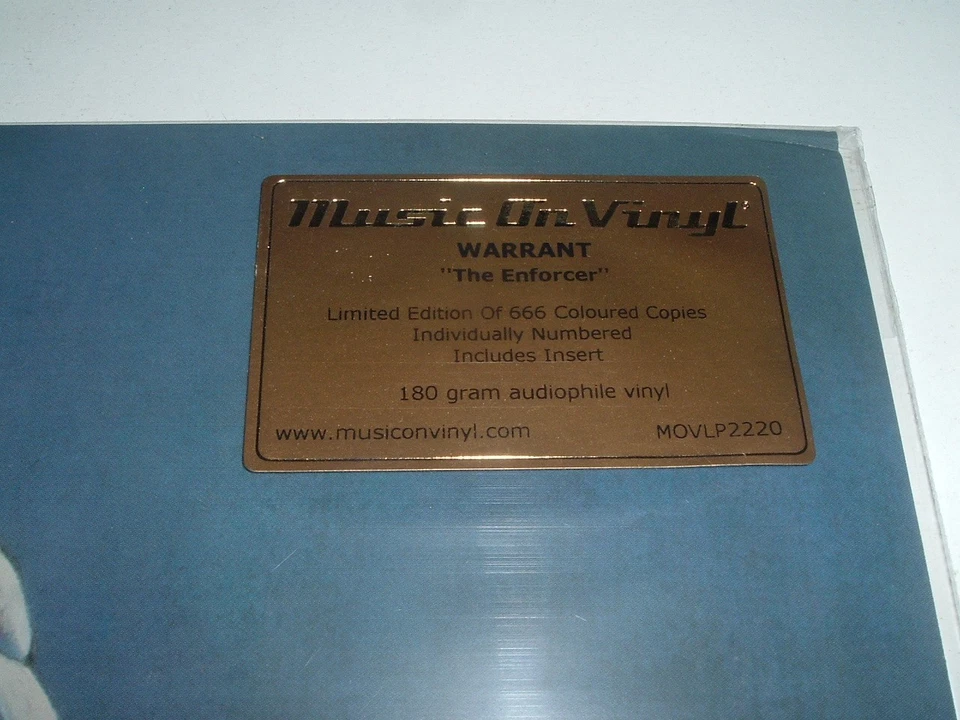 Music On Vinyl
WARRANT
"The Enforcer"
Limited Edition Of 666 Coloured Copies
Individually Numbered
Includes Insert
180 gram audiophile vinyl
www.musiconvinyl.com MOVLP2220